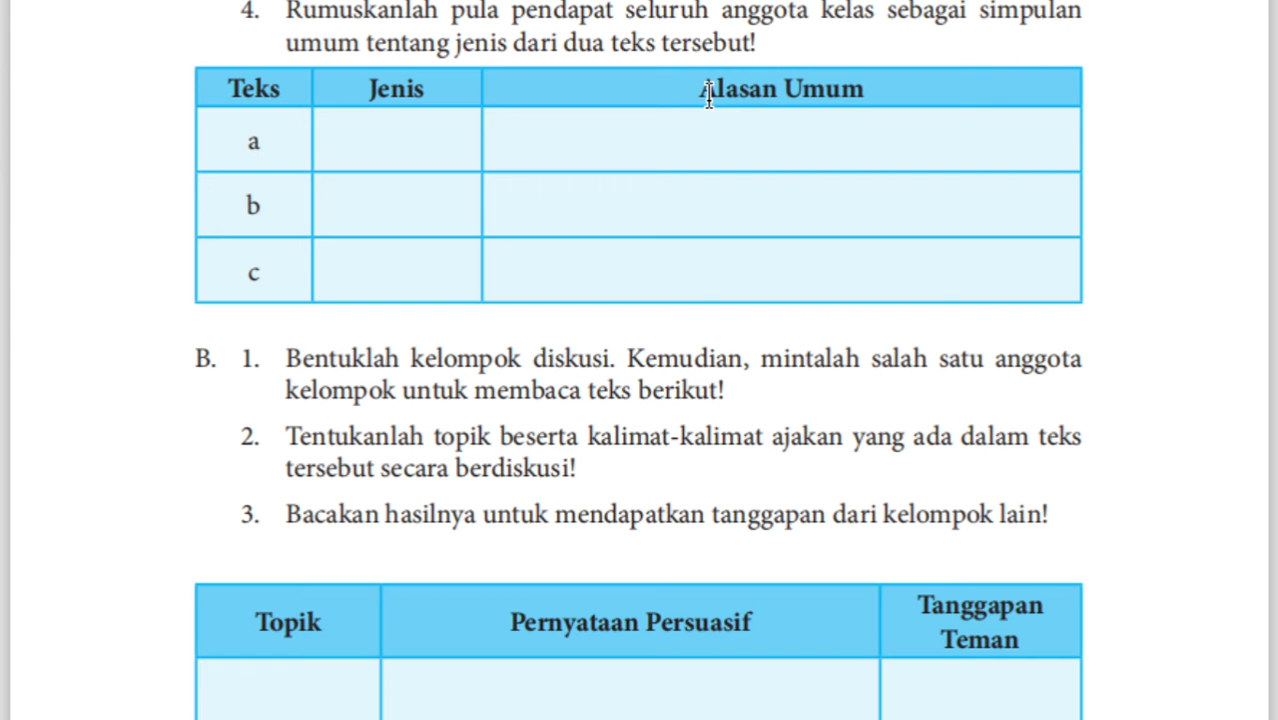 4. Rumuskanlah pula pendapat seluruh anggota kelas sebagai simpulan
umum tentang jenis dari dua teks tersebut!
Teks Jenis Alasan Umum
a
b
c
B. 1. Bentuklah kelompok diskusi. Kemudian, mintalah salah satu anggota
kelompok untuk membaca teks berikut!
2. Tentukanlah topik beserta kalimat-kalimat ajakan yang ada dalam teks
tersebut secara berdiskusi!
3. Bacakan hasilnya untuk mendapatkan tanggapan dari kelompok lain!
Topik Pernyataan Persuasif Tanggapan
Teman